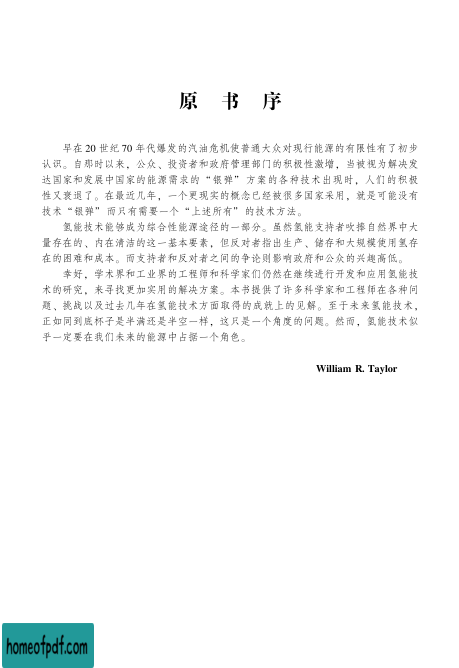 原 书 序
早在 20 世纪 70 年代爆发的汽油危机使普通大众对现行能源的有限性有了初步
认识。自那时以来，公众、投资者和政府管理部门的积极性激增，当被视为解决发
达国家和发展中国家的能源需求的“银弹”方案的各种技术出现时，人们的积极
性又衰退了。在最近几年，一个更现实的概念已经被很多国家采用，就是可能没有
技术“银弹”而只有需要一个“上述所有”的技术方法。
氢能技术能够成为综合性能源途径的一部分。虽然氢能支持者吹捧自然界中大
量存在的、内在清洁的这一基本要素，但反对者指出生产、储存和大规模使用氢存
在的困难和成本。而支持者和反对者之间的争论则影响政府和公众的兴趣高低。
幸好，学术界和工业界的工程师和科学家们仍然在继续进行开发和应用氢能技
术的研究，来寻找更加实用的解决方案。本书提供了许多科学家和工程师在各种问
题、挑战以及过去几年在氢能技术方面取得的成就上的见解。至于未来氢能技术，
正如同到底杯子是半满还是半空一样，这只是一个角度的问题。然而，氢能技术似
乎一定要在我们未来的能源中占据一个角色。
William R. Taylor
homeofpdf.com